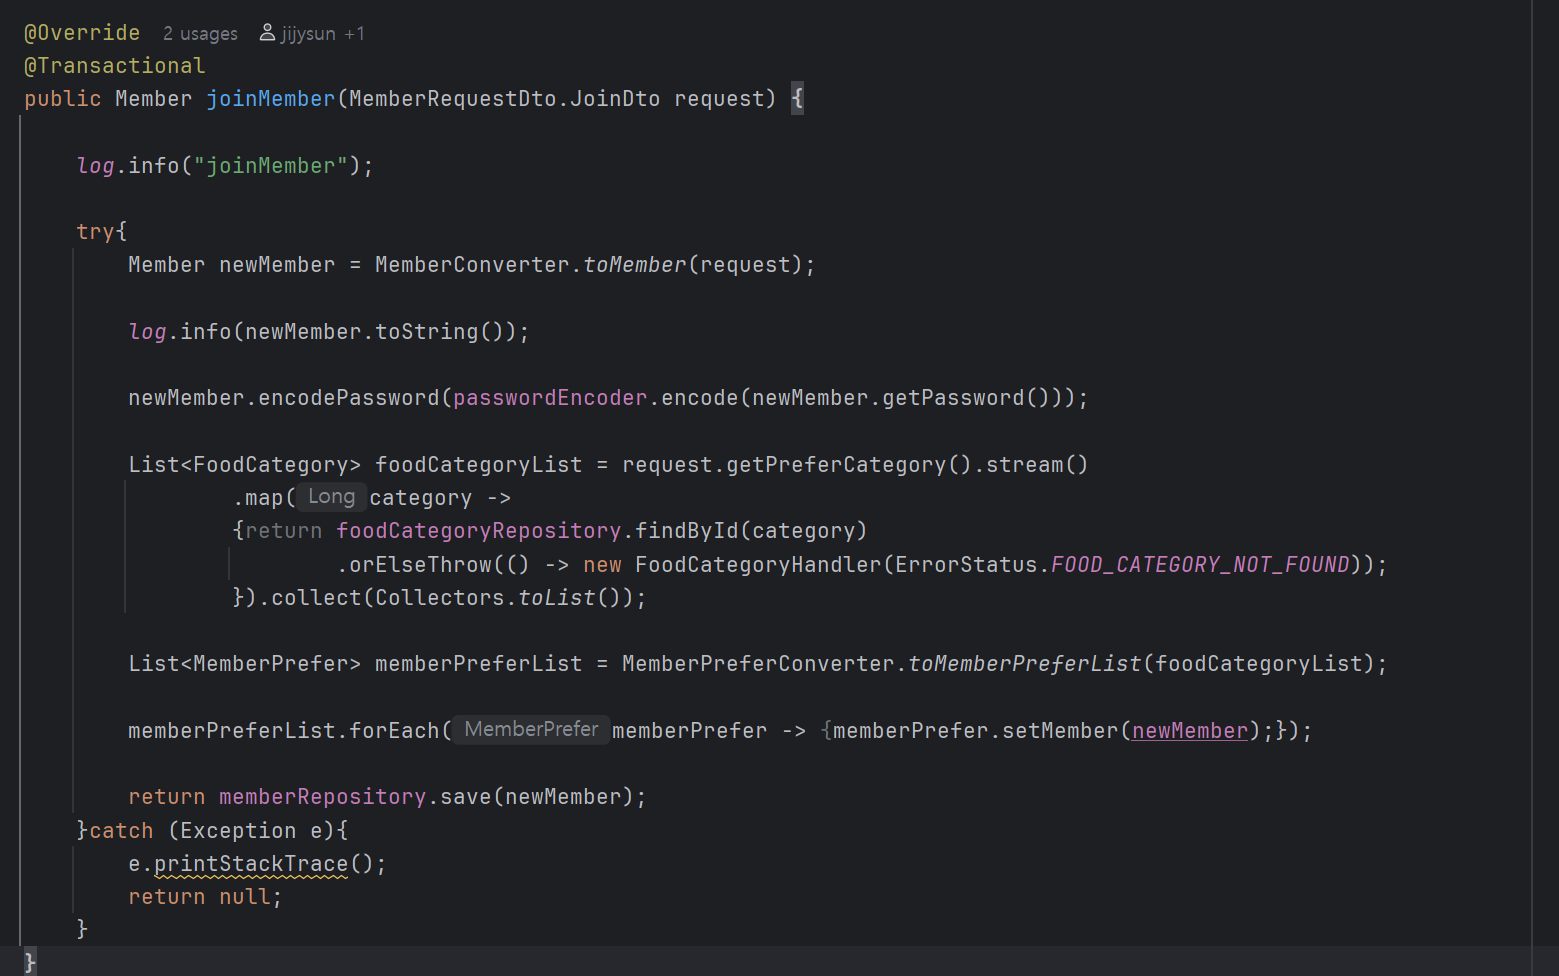 @Override 2 usages jijysun +1
@Transactional
public Member joinMember(MemberRequestDto.JoinDto request) {
log.info("joinMember");
try{
Member newMember = MemberConverter.toMember(request);
log.info(newMember.toString());
newMember.encodePassword(passwordEncoder.encode(newMember.getPassword()));
List<FoodCategory> foodCategoryList = request.getPreferCategory().stream()
.map( Long category ->
{return foodCategoryRepository.findById(category)
.orElseThrow(() -> new FoodCategoryHandler(ErrorStatus.FOOD_CATEGORY_NOT_FOUND));
}).collect(Collectors.toList());
List<MemberPrefer> memberPreferList = MemberPreferConverter.toMemberPreferList(foodCategoryList);
memberPreferList.forEach( MemberPrefer memberPrefer -> {memberPrefer.setMember(newMember);});
return memberRepository.save(newMember);
}catch (Exception e){
e.printStackTrace();
return null;
}
}